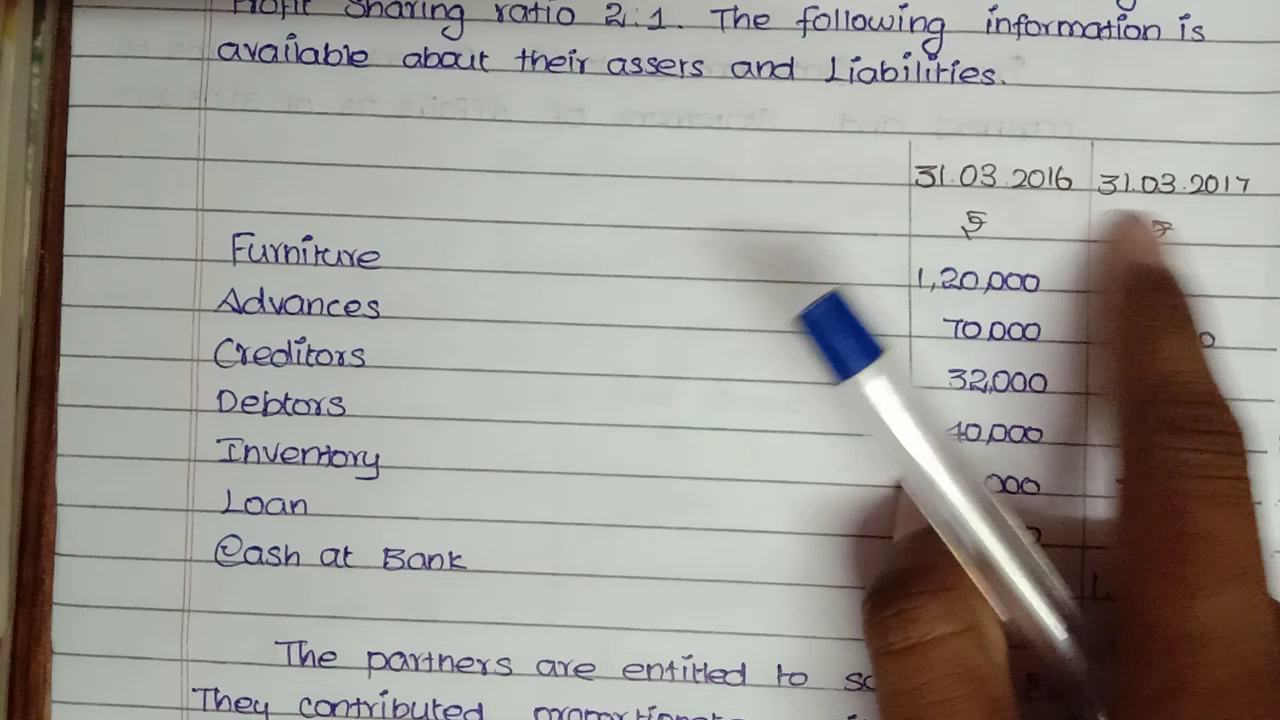 Profit Sharing ratio 2:1. The following information is
available about their assers and Liabilities.
31.03.2016 31.03.2017
₹ ₹
Furniture 1,20,000
Advances 70,000
Creditors 32,000
Debtors 40,000
Inventory
Loan
Cash at Bank
The partners are entitled to
They contributed